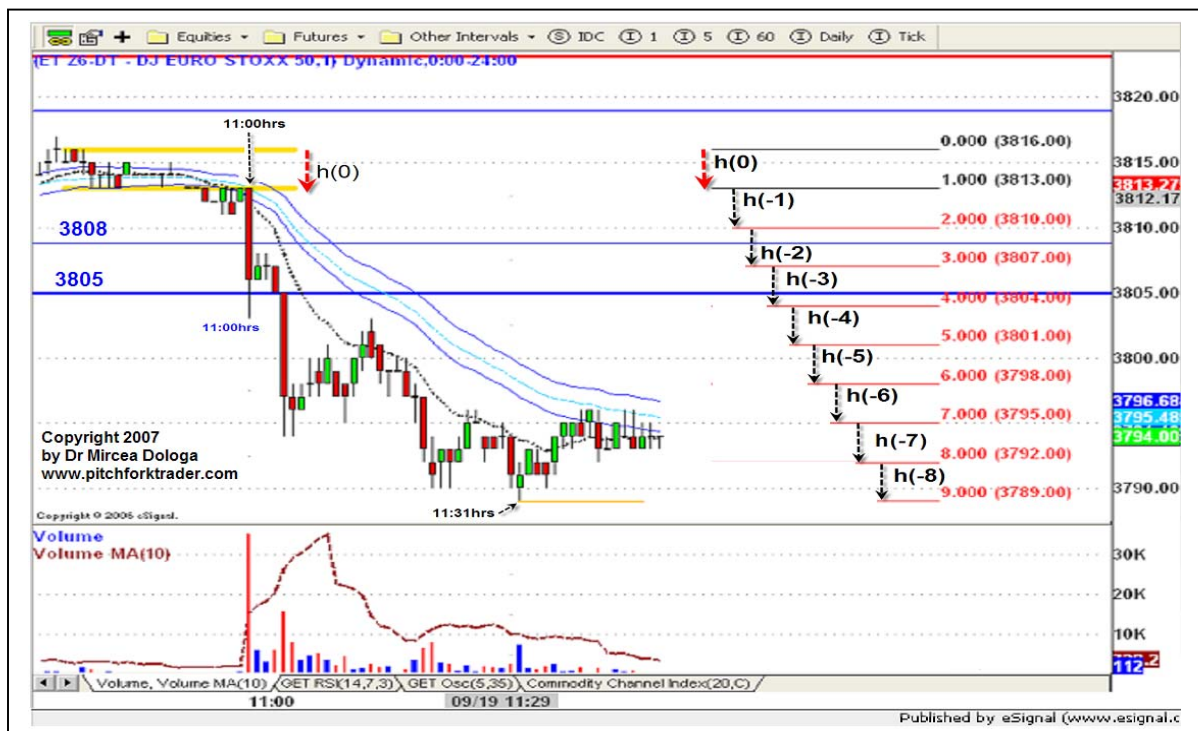 Equities Futures Other Intervals IDC 1 5 60 Daily Tick
(ET Z6-DT - DJ EURO STOXX 50,1) Dynamic,0:00-24:00
3820.00
11:00hrs
0.000 (3816.00)
h(0)
h(0)
3815.00
1.000 (3813.00)
3813.27
3812.17
h(-1)
3808
2.000 (3810.00)
3810.00
h(-2)
3.000 (3807.00)
3805
h(-3)
4.000 (3804.00)
3805.00
11:00hrs
h(-4)
5.000 (3801.00)
h(-5)
3800.00
6.000 (3798.00)
h(-6)
3796.68
7.000 (3795.00)
3795.48
Copyright 2007
by Dr Mircea Dologa
www.pitchforktrader.com
h(-7)
3794.00
8.000 (3792.00)
h(-8)
9.000 (3789.00)
3790.00
11:31hrs
Copyright © 2006 eSignal.
Volume
Volume MA(10)
30K
20K
10K
112
Volume, Volume MA(10) GET RSI(14,7,3) GET Osc(5,35) Commodity Channel Index(20,C)
11:00 09/19 11:29
Published by eSignal (www.esignal.c